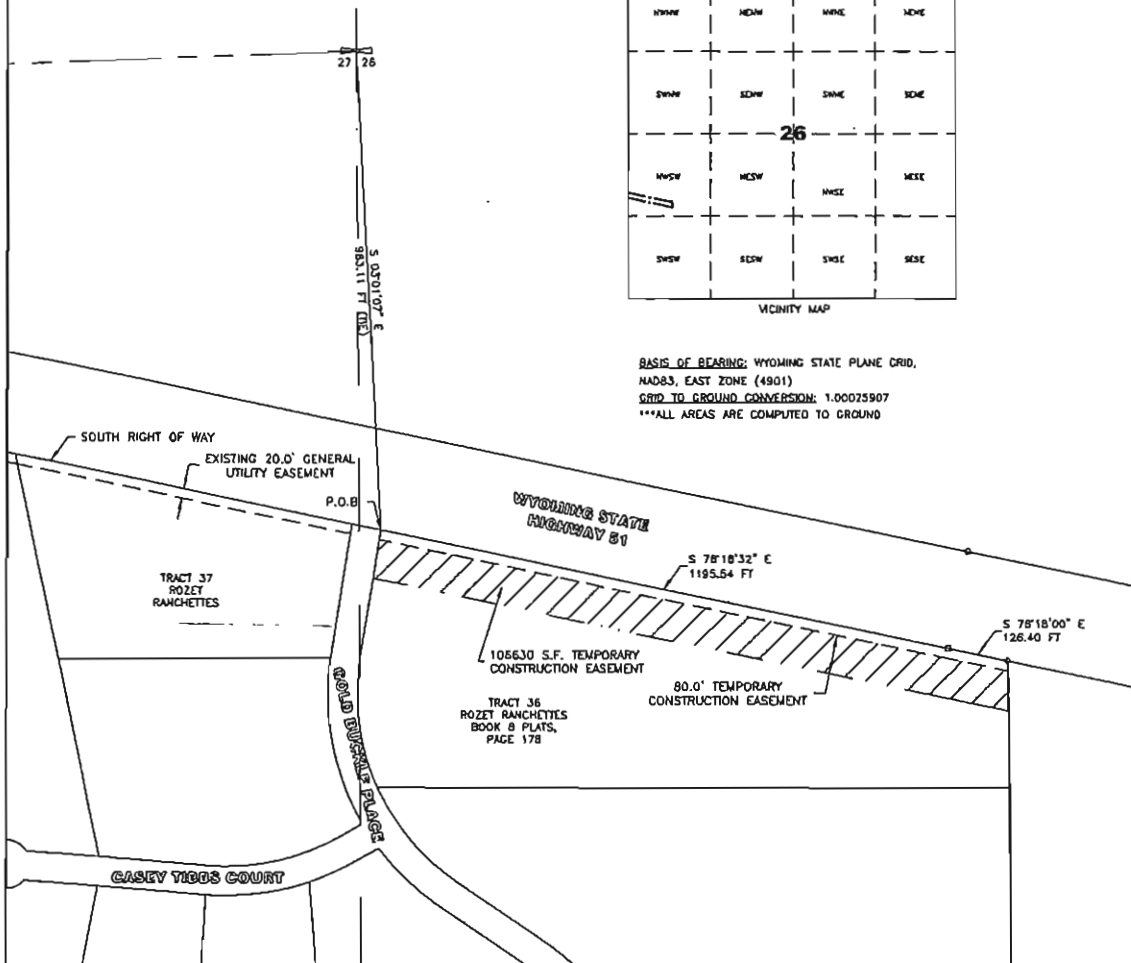 NWNW NENW NWNE NENE
27 26
SWNW SENW SWNE SENE
26
NWSW NESW NWSE NESE
SWSW SESW SWSE SESE
VICINITY MAP
S 03°01'07" E
983.11 FT (TIE)
BASIS OF BEARING: WYOMING STATE PLANE GRID,
NAD83, EAST ZONE (4901)
GRID TO GROUND CONVERSION: 1.00025907
***ALL AREAS ARE COMPUTED TO GROUND
SOUTH RIGHT OF WAY
EXISTING 20.0' GENERAL
UTILITY EASEMENT
P.O.B
WYOMING STATE
HIGHWAY 51
S 78°18'32" E
1195.64 FT
TRACT 37
ROZET
RANCHETTES
S 78°18'00" E
126.40 FT
105630 S.F. TEMPORARY
CONSTRUCTION EASEMENT
80.0' TEMPORARY
CONSTRUCTION EASEMENT
TRACT 36
ROZET RANCHETTES
BOOK 8 PLATS,
PAGE 178
GOLD BUCKLE PLACE
CASEY TIBBS COURT